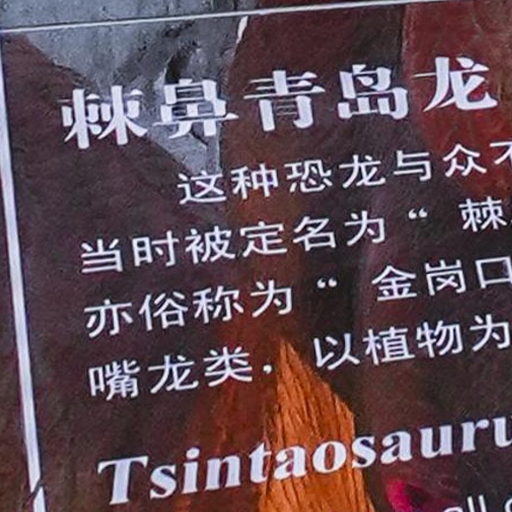 棘鼻青岛龙
这种恐龙与众不
当时被定名为“棘
亦俗称为“金岗口
嘴龙类，以植物为
Tsintaosauru
all